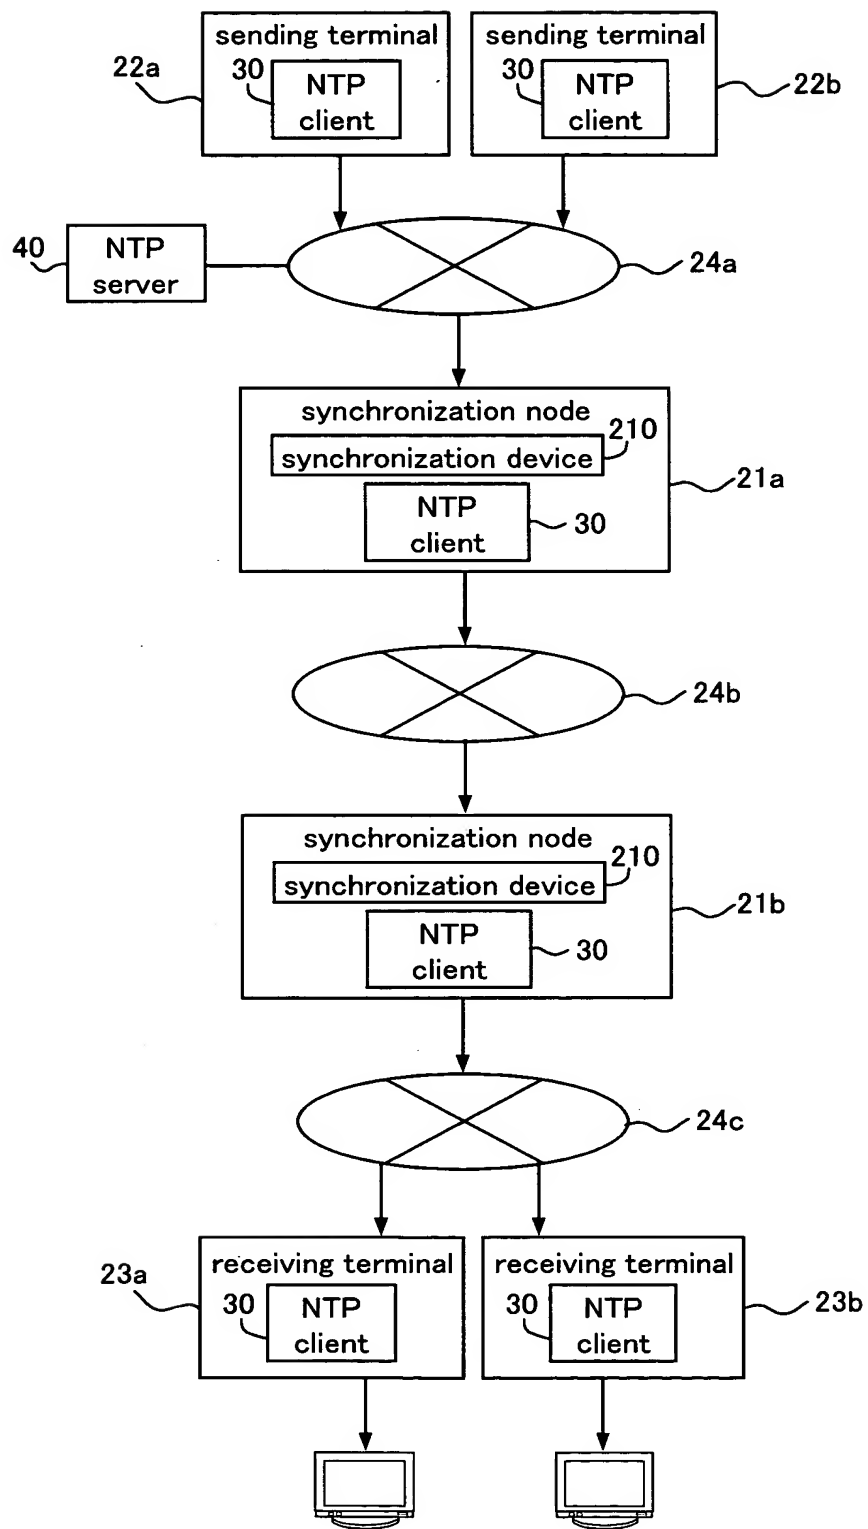 sending terminal
sending terminal
22a
30
NTP
client
30
NTP
client
22b
40
NTP
server
24a
synchronization node
210
synchronization device
21a
NTP
client
30
24b
synchronization node
210
synchronization device
21b
NTP
client
30
24c
receiving terminal
receiving terminal
23a
30
NTP
client
30
NTP
client
23b